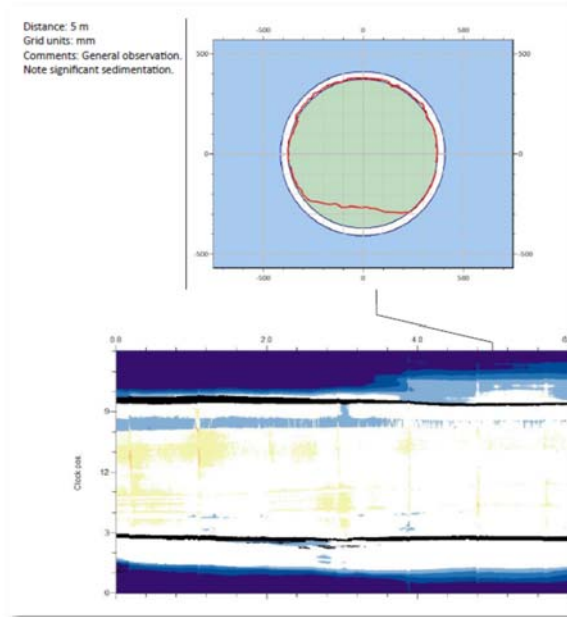 Distance: 5 m
Grid units: mm
Comments: General observation.
Note significant sedimentation.
-500 0 500
500 500
0 0
-500 -500
-500 0 500
0.0 2.0 4.0
9
12
3
6
Clock pos.